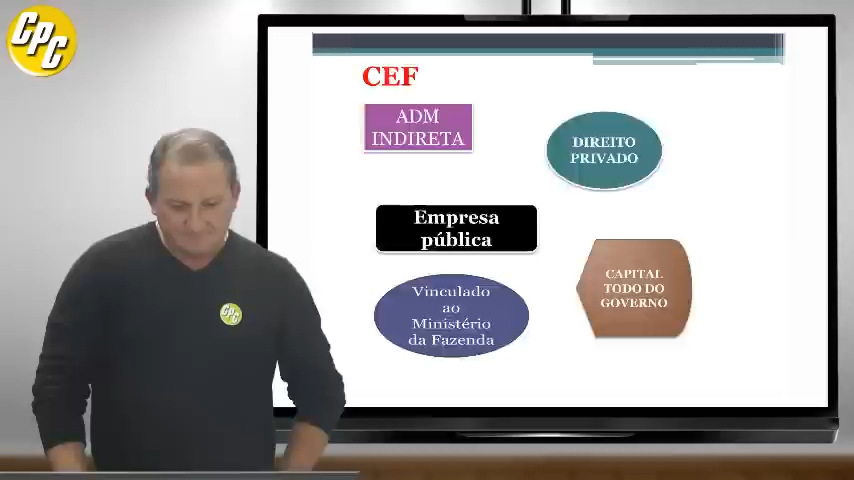 CPC
CEF
ADM
INDIRETA
DIREITO
PRIVADO
Empresa
pública
CAPITAL
TODO DO
GOVERNO
Vinculado
ao
Ministério
da Fazenda
CPC